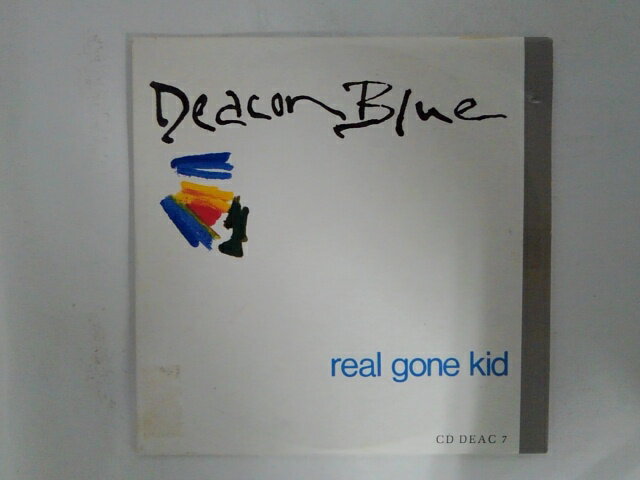 Deacon Blue
real gone kid
CD DEAC 7